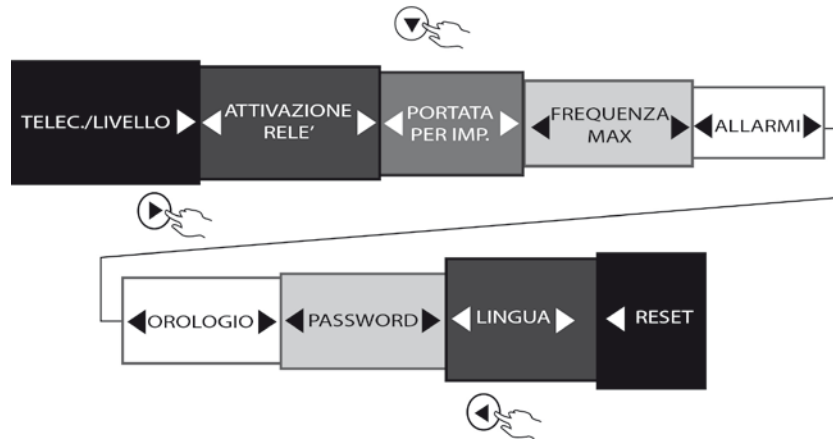 TELEC./LIVELLO
ATTIVAZIONE
RELE’
PORTATA
PER IMP.
FREQUENZA
MAX
ALLARMI
OROLOGIO
PASSWORD
LINGUA
RESET